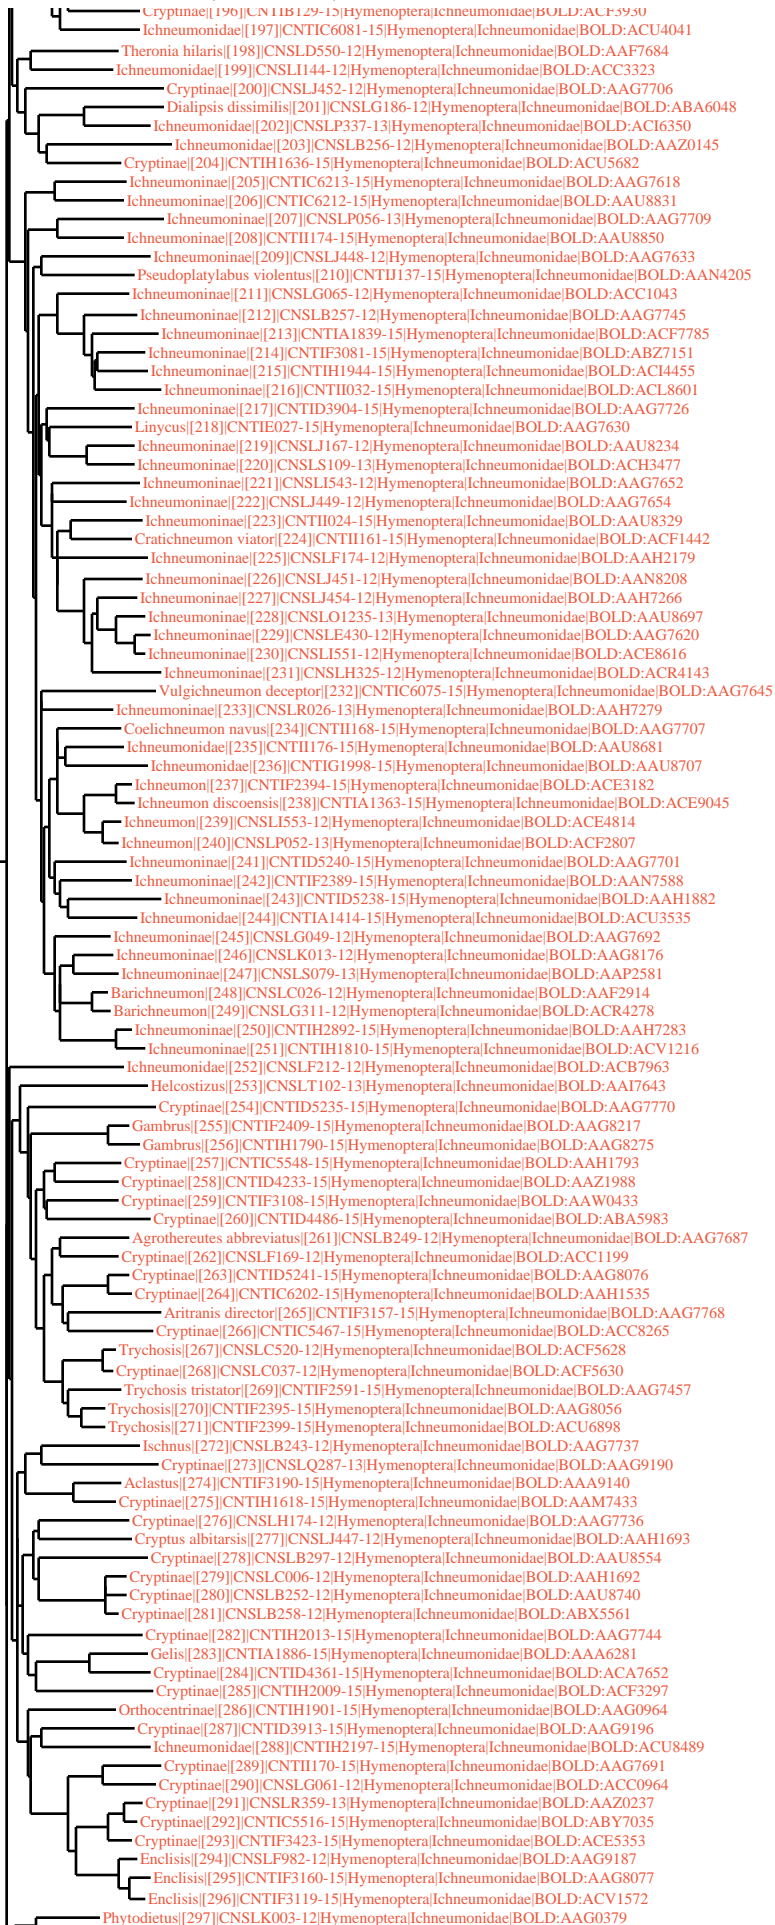 Cryptinae|[196]|CNTIB129-15|Hymenoptera|Ichneumonidae|BOLD:ACF3930
Ichneumonidae|[197]|CNTIC6081-15|Hymenoptera|Ichneumonidae|BOLD:ACU4041
Theronia hilaris|[198]|CNSLD550-12|Hymenoptera|Ichneumonidae|BOLD:AAF7684
Ichneumonidae|[199]|CNSLI144-12|Hymenoptera|Ichneumonidae|BOLD:ACC3323
Cryptinae|[200]|CNSLJ452-12|Hymenoptera|Ichneumonidae|BOLD:AAG7706
Dialipsis dissimilis|[201]|CNSLG186-12|Hymenoptera|Ichneumonidae|BOLD:ABA6048
Ichneumonidae|[202]|CNSLP337-13|Hymenoptera|Ichneumonidae|BOLD:ACI6350
Ichneumonidae|[203]|CNSLB256-12|Hymenoptera|Ichneumonidae|BOLD:AAZ0145
Cryptinae|[204]|CNTIH1636-15|Hymenoptera|Ichneumonidae|BOLD:ACU5682
Ichneumoninae|[205]|CNTIC6213-15|Hymenoptera|Ichneumonidae|BOLD:AAG7618
Ichneumoninae|[206]|CNTIC6212-15|Hymenoptera|Ichneumonidae|BOLD:AAU8831
Ichneumoninae|[207]|CNSLP056-13|Hymenoptera|Ichneumonidae|BOLD:AAG7709
Ichneumonidae|[208]|CNTII174-15|Hymenoptera|Ichneumonidae|BOLD:AAU8850
Ichneumoninae|[209]|CNSLJ448-12|Hymenoptera|Ichneumonidae|BOLD:AAG7633
Pseudoplatylabus violentus|[210]|CNTIJ137-15|Hymenoptera|Ichneumonidae|BOLD:AAN4205
Ichneumoninae|[211]|CNSLG065-12|Hymenoptera|Ichneumonidae|BOLD:ACC1043
Ichneumoninae|[212]|CNSLB257-12|Hymenoptera|Ichneumonidae|BOLD:AAG7745
Ichneumoninae|[213]|CNTIA1839-15|Hymenoptera|Ichneumonidae|BOLD:ACF7785
Ichneumoninae|[214]|CNTIF3081-15|Hymenoptera|Ichneumonidae|BOLD:ABZ7151
Ichneumoninae|[215]|CNTIH1944-15|Hymenoptera|Ichneumonidae|BOLD:ACI4455
Ichneumoninae|[216]|CNTII032-15|Hymenoptera|Ichneumonidae|BOLD:ACL8601
Ichneumoninae|[217]|CNTID3904-15|Hymenoptera|Ichneumonidae|BOLD:AAG7726
Linycus|[218]|CNTIE027-15|Hymenoptera|Ichneumonidae|BOLD:AAG7630
Ichneumoninae|[219]|CNSLJ167-12|Hymenoptera|Ichneumonidae|BOLD:AAU8234
Ichneumoninae|[220]|CNSLS109-13|Hymenoptera|Ichneumonidae|BOLD:ACH3477
Ichneumoninae|[221]|CNSLI543-12|Hymenoptera|Ichneumonidae|BOLD:AAG7652
Ichneumoninae|[222]|CNSLJ449-12|Hymenoptera|Ichneumonidae|BOLD:AAG7654
Ichneumoninae|[223]|CNTII024-15|Hymenoptera|Ichneumonidae|BOLD:AAU8329
Cratichneumon viator|[224]|CNTII161-15|Hymenoptera|Ichneumonidae|BOLD:ACF1442
Ichneumoninae|[225]|CNSLF174-12|Hymenoptera|Ichneumonidae|BOLD:AAH2179
Ichneumoninae|[226]|CNSLJ451-12|Hymenoptera|Ichneumonidae|BOLD:AAN8208
Ichneumoninae|[227]|CNSLJ454-12|Hymenoptera|Ichneumonidae|BOLD:AAH7266
Ichneumoninae|[228]|CNSLO1235-13|Hymenoptera|Ichneumonidae|BOLD:AAU8697
Ichneumoninae|[229]|CNSLE430-12|Hymenoptera|Ichneumonidae|BOLD:AAG7620
Ichneumoninae|[230]|CNSLI551-12|Hymenoptera|Ichneumonidae|BOLD:ACE8616
Ichneumoninae|[231]|CNSLH325-12|Hymenoptera|Ichneumonidae|BOLD:ACR4143
Vulgichneumon deceptor|[232]|CNTIC6075-15|Hymenoptera|Ichneumonidae|BOLD:AAG7645
Ichneumoninae|[233]|CNSLR026-13|Hymenoptera|Ichneumonidae|BOLD:AAH7279
Coelichneumon navus|[234]|CNTII168-15|Hymenoptera|Ichneumonidae|BOLD:AAG7707
Ichneumonidae|[235]|CNTII176-15|Hymenoptera|Ichneumonidae|BOLD:AAU8681
Ichneumonidae|[236]|CNTIG1998-15|Hymenoptera|Ichneumonidae|BOLD:AAU8707
Ichneumon|[237]|CNTIF2394-15|Hymenoptera|Ichneumonidae|BOLD:ACE3182
Ichneumon discoensis|[238]|CNTIA1363-15|Hymenoptera|Ichneumonidae|BOLD:ACE9045
Ichneumon|[239]|CNSLI553-12|Hymenoptera|Ichneumonidae|BOLD:ACE4814
Ichneumon|[240]|CNSLP052-13|Hymenoptera|Ichneumonidae|BOLD:ACF2807
Ichneumoninae|[241]|CNTID5240-15|Hymenoptera|Ichneumonidae|BOLD:AAG7701
Ichneumoninae|[242]|CNTIF2389-15|Hymenoptera|Ichneumonidae|BOLD:AAN7588
Ichneumonidae|[243]|CNTID5238-15|Hymenoptera|Ichneumonidae|BOLD:AAH1882
Ichneumonidae|[244]|CNTIA1414-15|Hymenoptera|Ichneumonidae|BOLD:ACU3535
Ichneumoninae|[245]|CNSLG049-12|Hymenoptera|Ichneumonidae|BOLD:AAG7692
Ichneumoninae|[246]|CNSLK013-12|Hymenoptera|Ichneumonidae|BOLD:AAG8176
Ichneumoninae|[247]|CNSLS079-13|Hymenoptera|Ichneumonidae|BOLD:AAP2581
Barichneumon|[248]|CNSLC026-12|Hymenoptera|Ichneumonidae|BOLD:AAF2914
Barichneumon|[249]|CNSLG311-12|Hymenoptera|Ichneumonidae|BOLD:ACR4278
Ichneumoninae|[250]|CNTIH2892-15|Hymenoptera|Ichneumonidae|BOLD:AAH7283
Ichneumoninae|[251]|CNTIH1810-15|Hymenoptera|Ichneumonidae|BOLD:ACV1216
Ichneumonidae|[252]|CNSLF212-12|Hymenoptera|Ichneumonidae|BOLD:ACB7963
Helcostizus|[253]|CNSLT102-13|Hymenoptera|Ichneumonidae|BOLD:AAI7643
Cryptinae|[254]|CNTID5235-15|Hymenoptera|Ichneumonidae|BOLD:AAG7770
Gambrus|[255]|CNTIF2409-15|Hymenoptera|Ichneumonidae|BOLD:AAG8217
Gambrus|[256]|CNTIH1790-15|Hymenoptera|Ichneumonidae|BOLD:AAG8275
Cryptinae|[257]|CNTIC5548-15|Hymenoptera|Ichneumonidae|BOLD:AAH1793
Cryptinae|[258]|CNTID4233-15|Hymenoptera|Ichneumonidae|BOLD:AAZ1988
Cryptinae|[259]|CNTIF3108-15|Hymenoptera|Ichneumonidae|BOLD:AAW0433
Cryptinae|[260]|CNTID4486-15|Hymenoptera|Ichneumonidae|BOLD:ABA5983
Agrothereutes abbreviatus|[261]|CNSLB249-12|Hymenoptera|Ichneumonidae|BOLD:AAG7687
Cryptinae|[262]|CNSLF169-12|Hymenoptera|Ichneumonidae|BOLD:ACC1199
Cryptinae|[263]|CNTID5241-15|Hymenoptera|Ichneumonidae|BOLD:AAG8076
Cryptinae|[264]|CNTIC6202-15|Hymenoptera|Ichneumonidae|BOLD:AAH1535
Aritranis director|[265]|CNTIF3157-15|Hymenoptera|Ichneumonidae|BOLD:AAG7768
Cryptinae|[266]|CNTIC5467-15|Hymenoptera|Ichneumonidae|BOLD:ACC8265
Trychosis|[267]|CNSLC520-12|Hymenoptera|Ichneumonidae|BOLD:ACF5628
Cryptinae|[268]|CNSLC037-12|Hymenoptera|Ichneumonidae|BOLD:ACF5630
Trychosis tristator|[269]|CNTIF2591-15|Hymenoptera|Ichneumonidae|BOLD:AAG7457
Trychosis|[270]|CNTIF2395-15|Hymenoptera|Ichneumonidae|BOLD:AAG8056
Trychosis|[271]|CNTIF2399-15|Hymenoptera|Ichneumonidae|BOLD:ACU6898
Ischnus|[272]|CNSLB243-12|Hymenoptera|Ichneumonidae|BOLD:AAG7737
Cryptinae|[273]|CNSLQ287-13|Hymenoptera|Ichneumonidae|BOLD:AAG9190
Aclastus|[274]|CNTIF3190-15|Hymenoptera|Ichneumonidae|BOLD:AAA9140
Cryptinae|[275]|CNTIH1618-15|Hymenoptera|Ichneumonidae|BOLD:AAM7433
Cryptinae|[276]|CNSLH174-12|Hymenoptera|Ichneumonidae|BOLD:AAG7736
Cryptus albitarsis|[277]|CNSLJ447-12|Hymenoptera|Ichneumonidae|BOLD:AAH1693
Cryptinae|[278]|CNSLB297-12|Hymenoptera|Ichneumonidae|BOLD:AAU8554
Cryptinae|[279]|CNSLC006-12|Hymenoptera|Ichneumonidae|BOLD:AAH1692
Cryptinae|[280]|CNSLB252-12|Hymenoptera|Ichneumonidae|BOLD:AAU8740
Cryptinae|[281]|CNSLB258-12|Hymenoptera|Ichneumonidae|BOLD:ABX5561
Cryptinae|[282]|CNTIH2013-15|Hymenoptera|Ichneumonidae|BOLD:AAG7744
Gelis|[283]|CNTIA1886-15|Hymenoptera|Ichneumonidae|BOLD:AAA6281
Cryptinae|[284]|CNTID4361-15|Hymenoptera|Ichneumonidae|BOLD:ACA7652
Cryptinae|[285]|CNTIH2009-15|Hymenoptera|Ichneumonidae|BOLD:ACF3297
Orthocentrinae|[286]|CNTIH1901-15|Hymenoptera|Ichneumonidae|BOLD:AAG0964
Cryptinae|[287]|CNTID3913-15|Hymenoptera|Ichneumonidae|BOLD:AAG9196
Ichneumonidae|[288]|CNTIH2197-15|Hymenoptera|Ichneumonidae|BOLD:ACU8489
Cryptinae|[289]|CNTII170-15|Hymenoptera|Ichneumonidae|BOLD:AAG7691
Cryptinae|[290]|CNSLG061-12|Hymenoptera|Ichneumonidae|BOLD:ACC0964
Cryptinae|[291]|CNSLR359-13|Hymenoptera|Ichneumonidae|BOLD:AAZ0237
Cryptinae|[292]|CNTIC5516-15|Hymenoptera|Ichneumonidae|BOLD:ABY7035
Cryptinae|[293]|CNTIF3423-15|Hymenoptera|Ichneumonidae|BOLD:ACE5353
Enclisis|[294]|CNSLF982-12|Hymenoptera|Ichneumonidae|BOLD:AAG9187
Enclisis|[295]|CNTIF3160-15|Hymenoptera|Ichneumonidae|BOLD:AAG8077
Enclisis|[296]|CNTIF3119-15|Hymenoptera|Ichneumonidae|BOLD:ACV1572
Phytodietus|[297]|CNSLK003-12|Hymenoptera|Ichneumonidae|BOLD:AAG0379